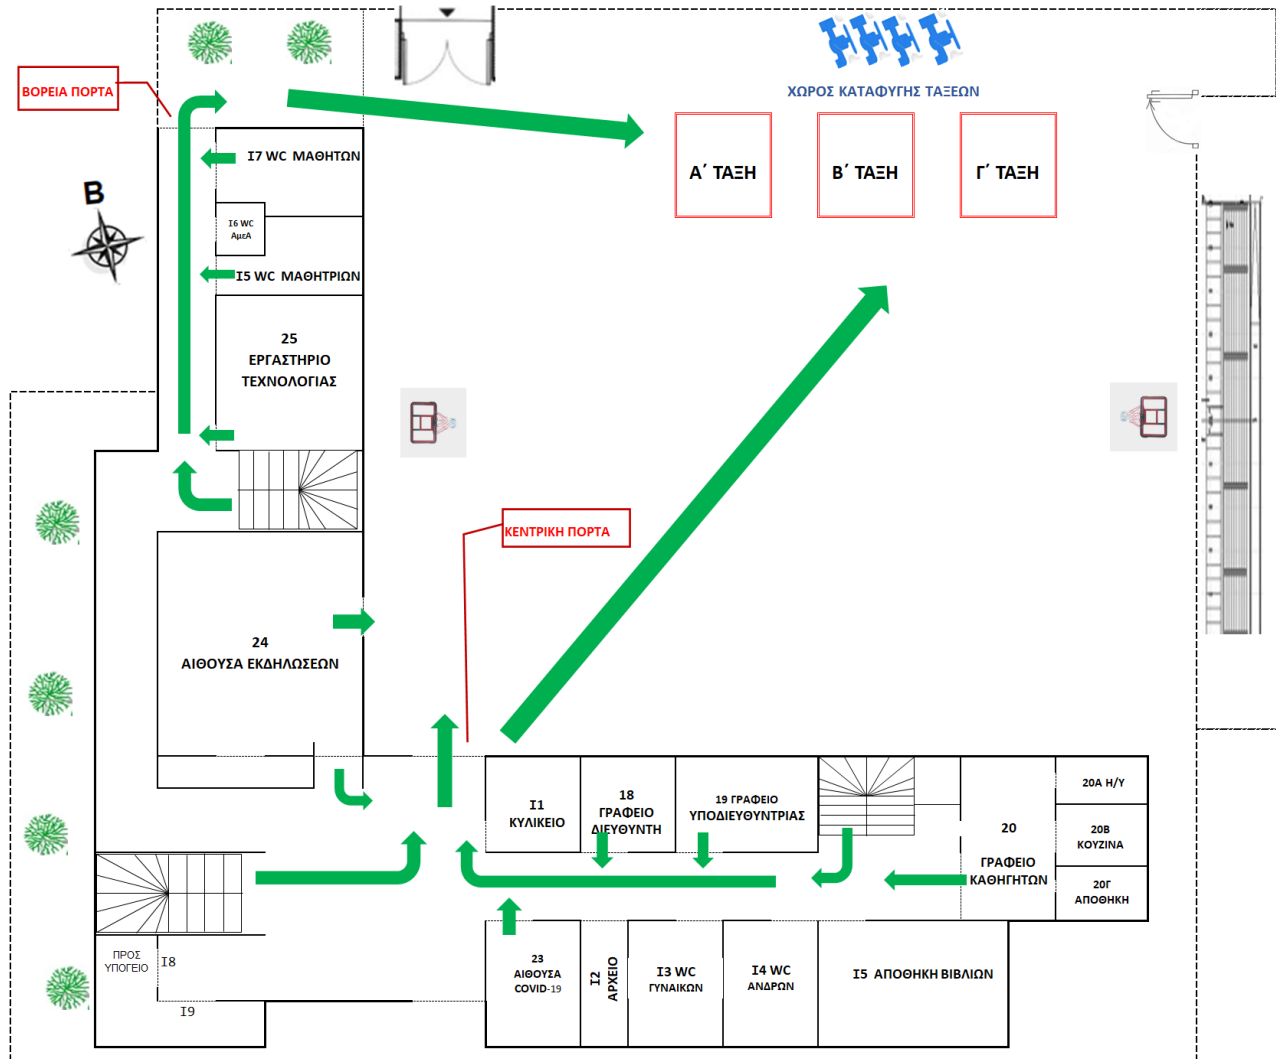 ΒΟΡΕΙΑ ΠΟΡΤΑ
ΧΩΡΟΣ ΚΑΤΑΦΥΓΗΣ ΤΑΞΕΩΝ
Α΄ ΤΑΞΗ
Β΄ ΤΑΞΗ
Γ΄ ΤΑΞΗ
Β
Ι7 WC ΜΑΘΗΤΩΝ
Ι6 WC
ΑμεΑ
Ι5 WC ΜΑΘΗΤΡΙΩΝ
25
ΕΡΓΑΣΤΗΡΙΟ
ΤΕΧΝΟΛΟΓΙΑΣ
ΚΕΝΤΡΙΚΗ ΠΟΡΤΑ
24
ΑΙΘΟΥΣΑ ΕΚΔΗΛΩΣΕΩΝ
Ι1
ΚΥΛΙΚΕΙΟ
18
ΓΡΑΦΕΙΟ
ΔΙΕΥΘΥΝΤΗ
19 ΓΡΑΦΕΙΟ
ΥΠΟΔΙΕΥΘΥΝΤΡΙΑΣ
20
ΓΡΑΦΕΙΟ
ΚΑΘΗΓΗΤΩΝ
20Α Η/Υ
20Β
ΚΟΥΖΙΝΑ
20Γ
ΑΠΟΘΗΚΗ
ΠΡΟΣ
ΥΠΟΓΕΙΟ
Ι8
Ι9
23
ΑΙΘΟΥΣΑ
COVID-19
Ι2
ΑΡΧΕΙΟ
Ι3 WC
ΓΥΝΑΙΚΩΝ
Ι4 WC
ΑΝΔΡΩΝ
Ι5 ΑΠΟΘΗΚΗ ΒΙΒΛΙΩΝ